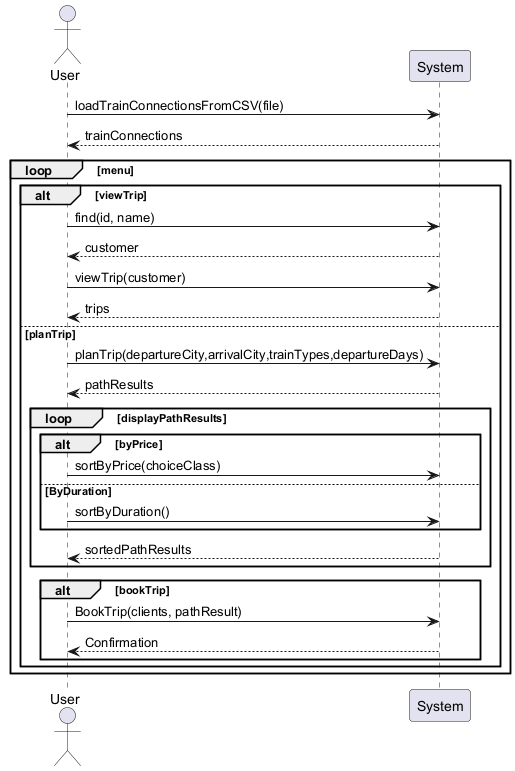 User
System
loadTrainConnectionsFromCSV(file)
trainConnections
loop [menu]
alt [viewTrip]
find(id, name)
customer
viewTrip(customer)
trips
[planTrip]
planTrip(departureCity,arrivalCity,trainTypes,departureDays)
pathResults
loop [displayPathResults]
alt [byPrice]
sortByPrice(choiceClass)
[ByDuration]
sortByDuration()
sortedPathResults
alt [bookTrip]
BookTrip(clients, pathResult)
Confirmation
User
System